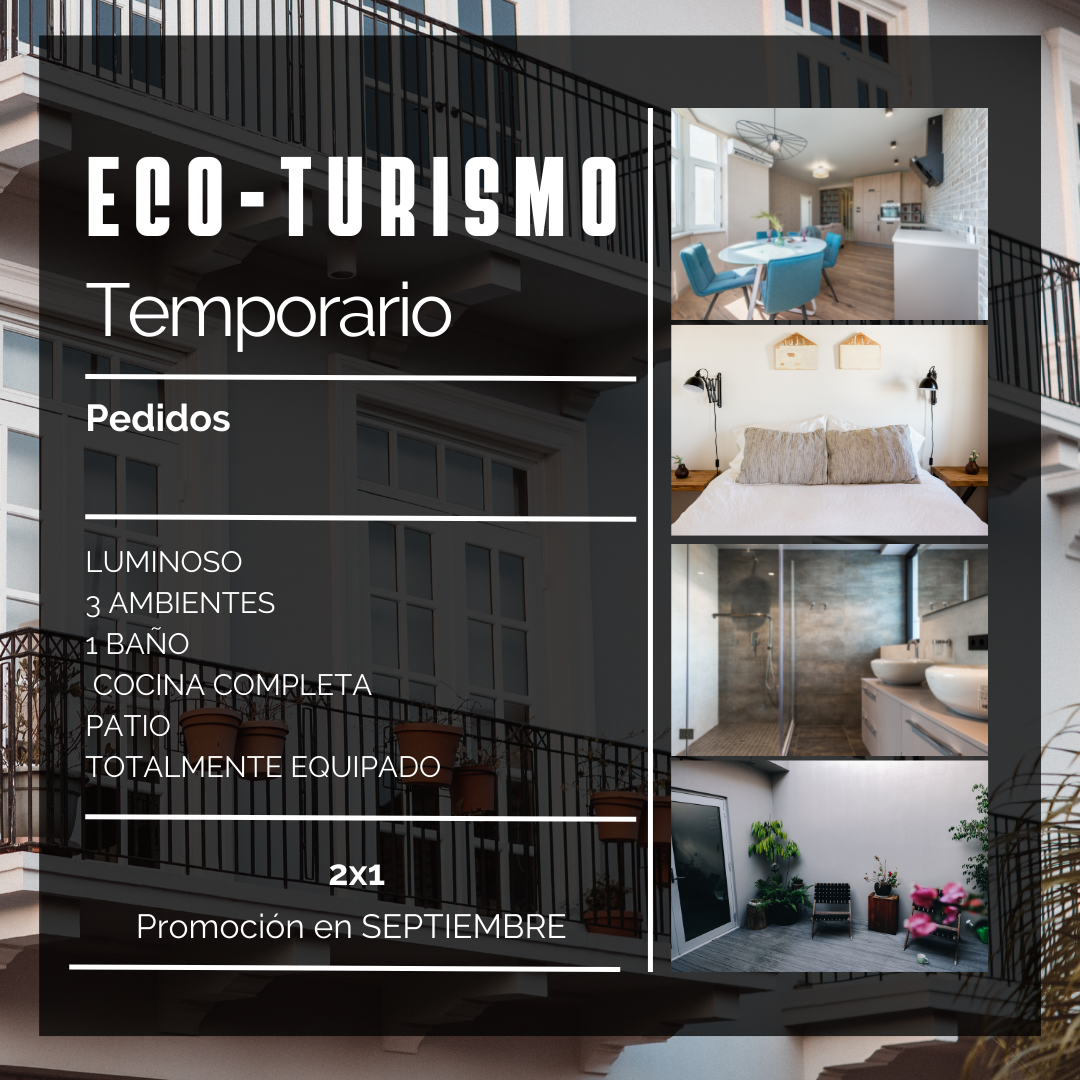 ECO-TURISMO
Temporario
Pedidos
LUMINOSO
3 AMBIENTES
1 BAÑO
COCINA COMPLETA
PATIO
TOTALMENTE EQUIPADO
2x1
Promoción en SEPTIEMBRE